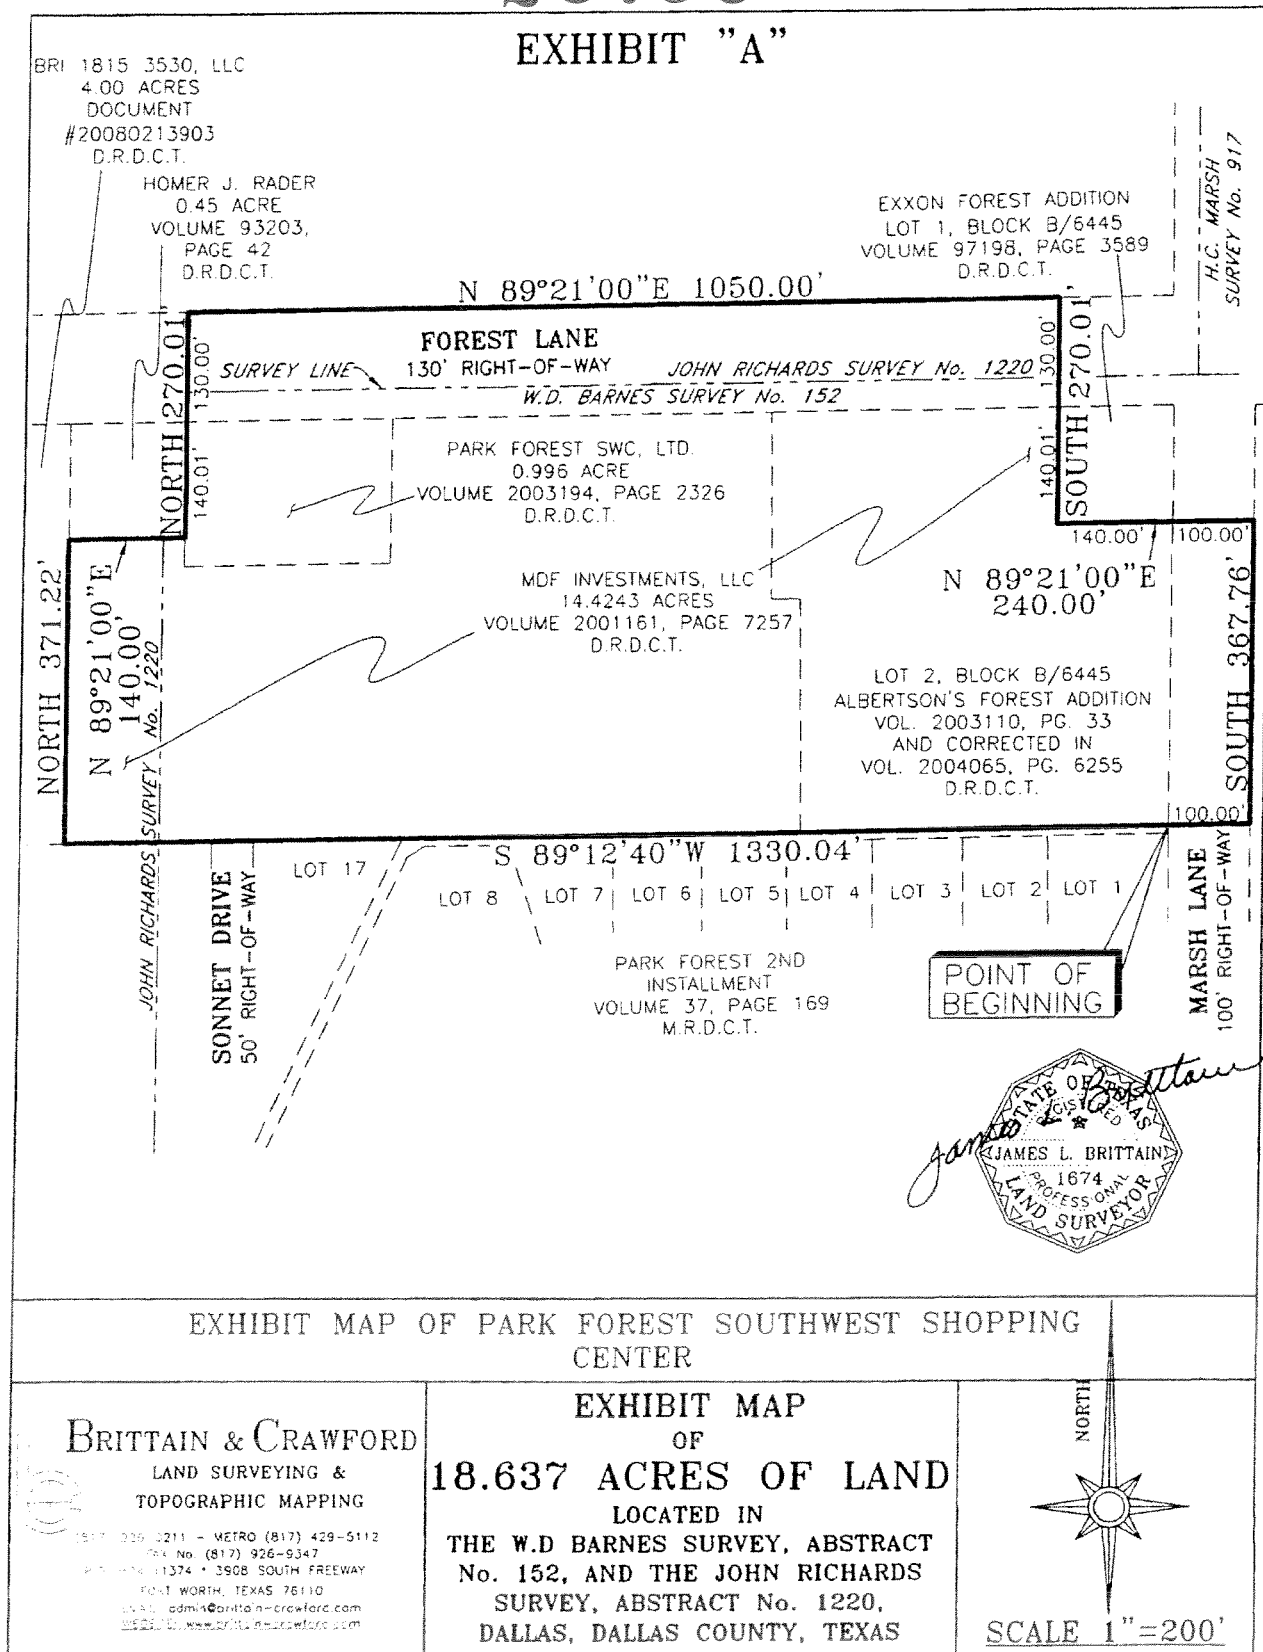 EXHIBIT "A"
BRI 1815 3530, LLC
4.00 ACRES
DOCUMENT
#20080213903
D.R.D.C.T.
HOMER J. RADER
0.45 ACRE
VOLUME 93203,
PAGE 42
D.R.D.C.T.
EXXON FOREST ADDITION
LOT 1, BLOCK B/6445
VOLUME 97198, PAGE 3589
D.R.D.C.T.
H.C. MARSH
SURVEY No. 917
N 89°21'00"E 1050.00'
NORTH 270.01'
130.00'
140.01'
FOREST LANE
130' RIGHT-OF-WAY
SURVEY LINE
JOHN RICHARDS SURVEY No. 1220
W.D. BARNES SURVEY No. 152
130.00'
140.01'
SOUTH 270.01'
PARK FOREST SWC, LTD.
0.996 ACRE
VOLUME 2003194, PAGE 2326
D.R.D.C.T.
140.00'
100.00'
N 89°21'00"E
240.00'
MDF INVESTMENTS, LLC
14.4243 ACRES
VOLUME 2001161, PAGE 7257
D.R.D.C.T.
NORTH 371.22'
N 89°21'00"E
140.00'
JOHN RICHARDS SURVEY No. 1220
LOT 2, BLOCK B/6445
ALBERTSON'S FOREST ADDITION
VOL. 2003110, PG. 33
AND CORRECTED IN
VOL. 2004065, PG. 6255
D.R.D.C.T.
SOUTH 367.76'
100.00'
S 89°12'40"W 1330.04'
SONNET DRIVE
50' RIGHT-OF-WAY
LOT 17
LOT 8
LOT 7
LOT 6
LOT 5
LOT 4
LOT 3
LOT 2
LOT 1
MARSH LANE
100' RIGHT-OF-WAY
PARK FOREST 2ND
INSTALLMENT
VOLUME 37, PAGE 169
M.R.D.C.T.
POINT OF
BEGINNING
James L Brittain
STATE OF TEXAS
REGISTERED
JAMES L. BRITTAIN
1674
PROFESSIONAL
LAND SURVEYOR
EXHIBIT MAP OF PARK FOREST SOUTHWEST SHOPPING
CENTER
BRITTAIN & CRAWFORD
LAND SURVEYING &
TOPOGRAPHIC MAPPING
211 - METRO (817) 429-5112
FAX No. (817) 926-9347
11374 • 3908 SOUTH FREEWAY
FORT WORTH, TEXAS 76110
admin@brittain-crawford.com
www.brittain-crawford.com
EXHIBIT MAP
OF
18.637 ACRES OF LAND
LOCATED IN
THE W.D BARNES SURVEY, ABSTRACT
No. 152, AND THE JOHN RICHARDS
SURVEY, ABSTRACT No. 1220,
DALLAS, DALLAS COUNTY, TEXAS
NORTH
SCALE 1"=200'